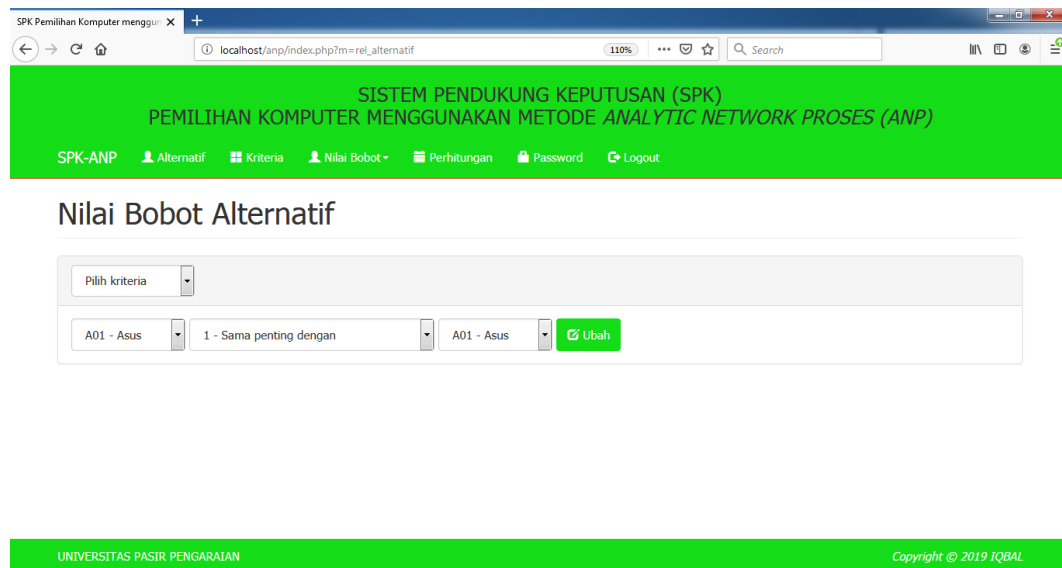 SPK Pemilihan Komputer menggun
localhost/anp/index.php?m=rel_alternatif
110%
Search
SISTEM PENDUKUNG KEPUTUSAN (SPK)
PEMILIHAN KOMPUTER MENGGUNAKAN METODE ANALYTIC NETWORK PROSES (ANP)
SPK-ANP Alternatif Kriteria Nilai Bobot Perhitungan Password Logout
Nilai Bobot Alternatif
Pilih kriteria
A01 - Asus 1 - Sama penting dengan A01 - Asus Ubah
UNIVERSITAS PASIR PENGARAIAN Copyright © 2019 IQBAL